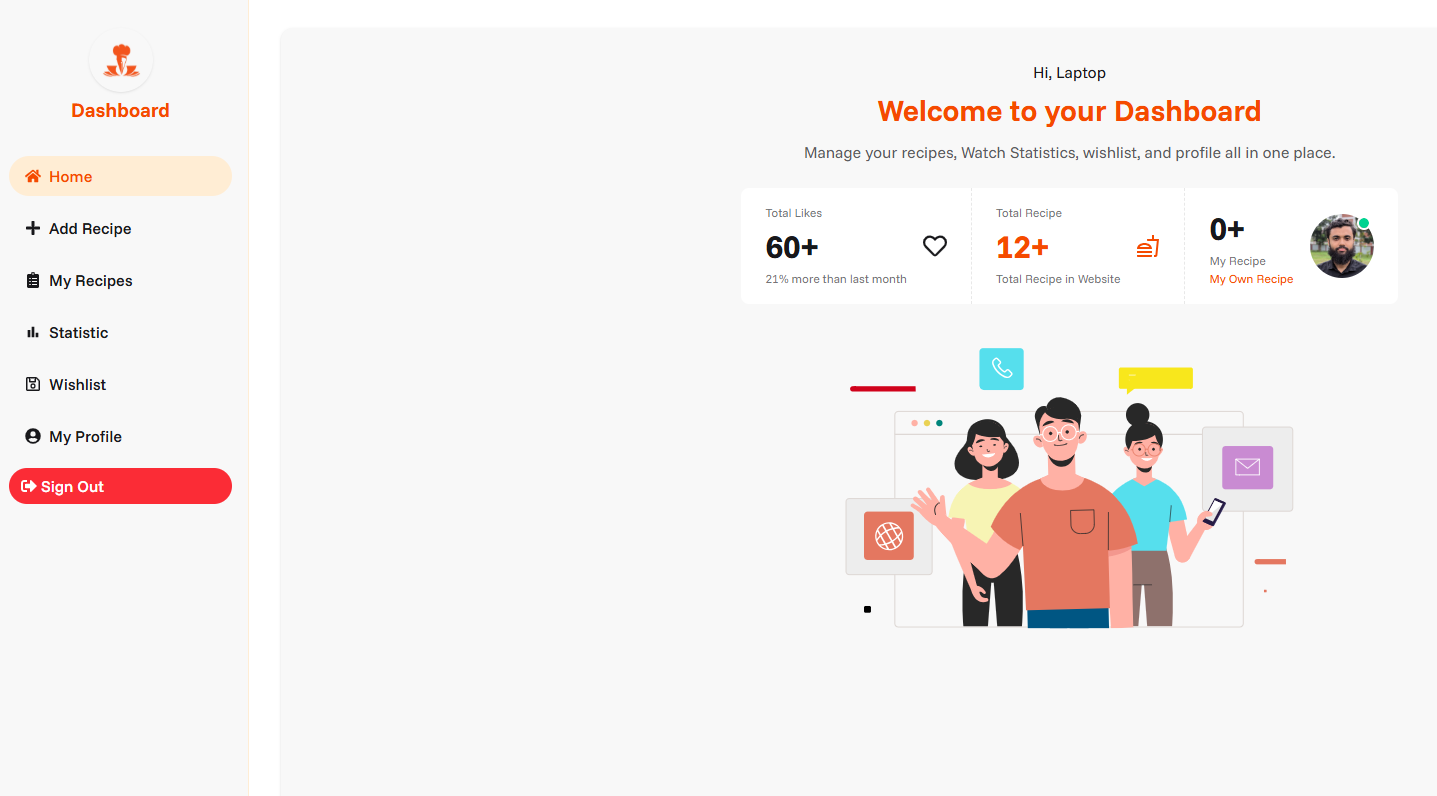 Dashboard
Home
Add Recipe
My Recipes
Statistic
Wishlist
My Profile
Sign Out
Hi, Laptop
Welcome to your Dashboard
Manage your recipes, Watch Statistics, wishlist, and profile all in one place.
Total Likes
60+
21% more than last month
Total Recipe
12+
Total Recipe in Website
0+
My Recipe
My Own Recipe